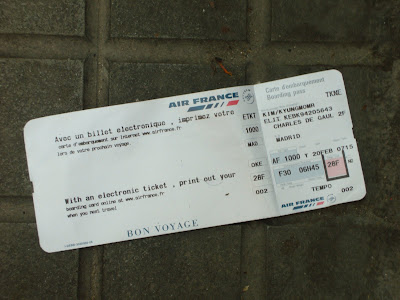 AIR FRANCE
Avec un billet electronique , imprimez votre
carte d'embarquement sur internet www.airfrance.fr
lors de votre prochain voyage.
With an electronic ticket , print out your
boarding card online at www.airfrance.fr
when you next travel
BON VOYAGE
ETKT
1000
MAD
OKE
28F
002
Carte d'embarquement
Boarding pass
TKNE
KIM/KYUNGMOMR
CHARLES DE GAUL 2F
MADRID
AF 1000 Y 20FEB 0715
F30 06H45 28F
TEMPO
002
AIR FRANCE